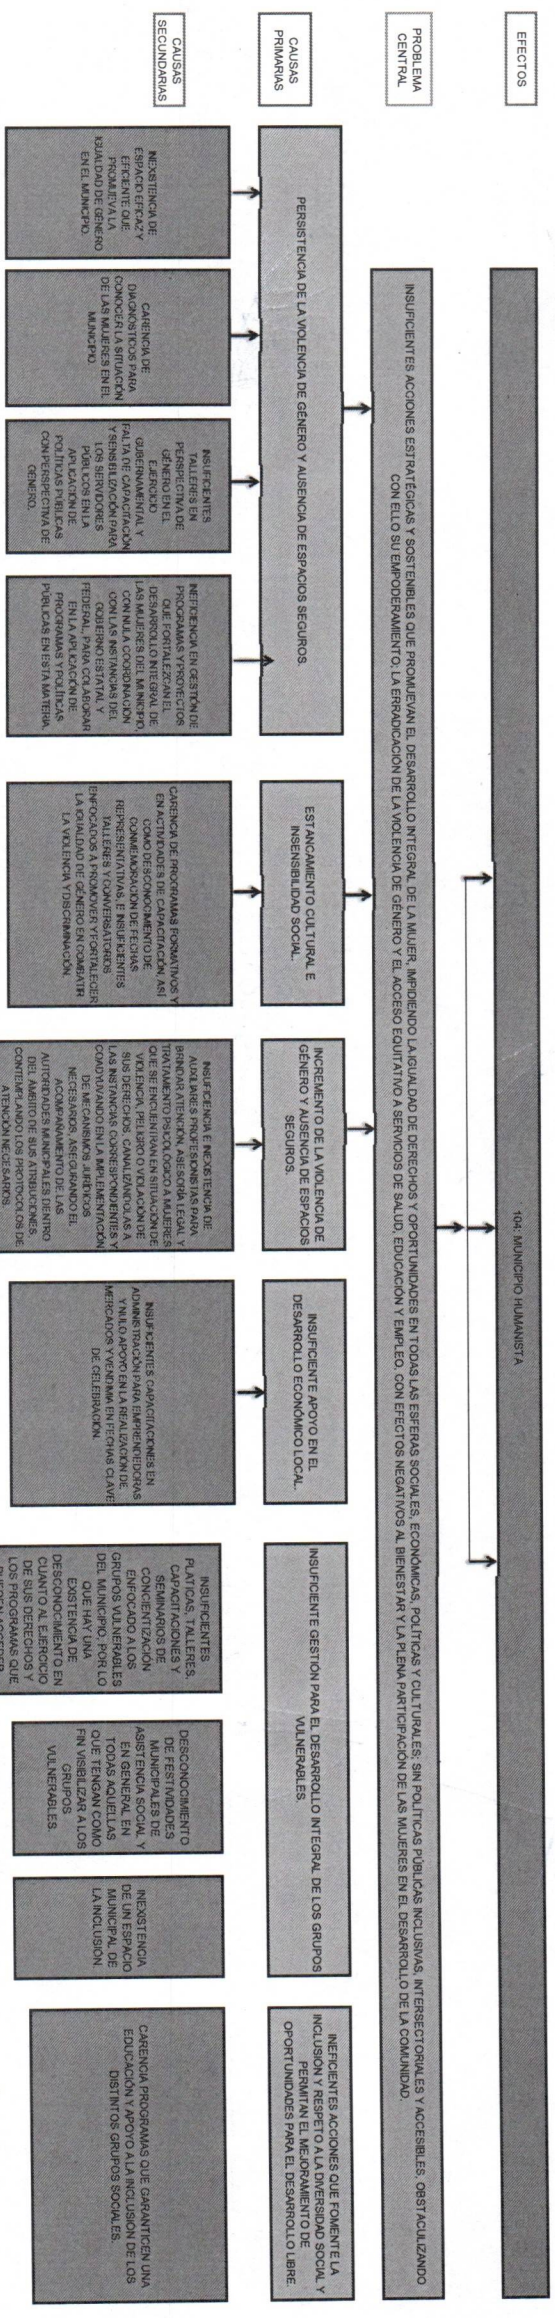 EFECTOS
104: MUNICIPIO HUMANISTA
PROBLEMA
CENTRAL
INSUFICIENTES ACCIONES ESTRATÉGICAS Y SOSTENIBLES QUE PROMUEVAN EL DESARROLLO INTEGRAL DE LA MUJER, IMPIDIENDO LA IGUALDAD DE DERECHOS Y OPORTUNIDADES EN TODAS LAS ESFERAS SOCIALES, ECONÓMICAS, POLÍTICAS Y CULTURALES; SIN POLÍTICAS PÚBLICAS INCLUSIVAS, INTERSECTORIALES Y ACCESIBLES, OBSTACULIZANDO
CON ELLO SU EMPODERAMIENTO; LA ERRADICACIÓN DE LA VIOLENCIA DE GÉNERO Y EL ACCESO EQUITATIVO A SERVICIOS DE SALUD, EDUCACIÓN Y EMPLEO, CON EFECTOS NEGATIVOS AL BIENESTAR Y LA PLENA PARTICIPACIÓN DE LAS MUJERES EN EL DESARROLLO DE LA COMUNIDAD.
CAUSAS
PRIMARIAS
PERSISTENCIA DE LA VIOLENCIA DE GÉNERO Y AUSENCIA DE ESPACIOS SEGUROS.
ESTANCAMIENTO CULTURAL E
INSENSIBILIDAD SOCIAL.
INCREMENTO DE LA VIOLENCIA DE
GÉNERO Y AUSENCIA DE ESPACIOS
SEGUROS.
INSUFICIENTE APOYO EN EL
DESARROLLO ECONÓMICO LOCAL.
INSUFICIENTE GESTIÓN PARA EL DESARROLLO INTEGRAL DE LOS GRUPOS
VULNERABLES.
INEFICIENTES ACCIONES QUE FOMENTE LA
INCLUSIÓN Y RESPETO A LA DIVERSIDAD SOCIAL Y
PERMITAN EL MEJORAMIENTO DE
OPORTUNIDADES PARA EL DESARROLLO LIBRE.
CAUSAS
SECUNDARIAS
INEXISTENCIA DE
ESPACIO EFICAZ Y
EFICIENTE QUE
PROMUEVA LA
IGUALDAD DE GÉNERO
EN EL MUNICIPIO.
CARENCIA DE
DIAGNÓSTICOS PARA
CONOCER LA SITUACIÓN
DE LAS MUJERES EN EL
MUNICIPIO.
INSUFICIENTES
TALLERES EN
PERSPECTIVA DE
GÉNERO EN EL
EJERCICIO
GUBERNAMENTAL Y
FALTA DE CAPACITACIÓN
Y SENSIBILIZACIÓN PARA
LOS SERVIDORES
PÚBLICOS EN LA
APLICACIÓN DE
POLÍTICAS PÚBLICAS
CON PERSPECTIVA DE
GÉNERO.
INEFICIENCIA EN GESTIÓN DE
PROGRAMAS Y PROYECTOS
QUE FORTALEZCAN EL
DESARROLLO INTEGRAL DE
LAS MUJERES DEL MUNICIPIO,
CON NULA COORDINACIÓN
CON LAS INSTANCIAS DEL
GOBIERNO ESTATAL Y
FEDERAL, PARA COLABORAR
EN LA APLICACIÓN DE
PROGRAMAS Y POLÍTICAS
PÚBLICAS EN ESTA MATERIA.
CARENCIA DE PROGRAMAS FORMATIVOS Y
EN ACTIVIDADES DE CAPACITACIÓN, ASÍ
COMO DESCONOCIMIENTO DE
CONMEMORACIÓN DE FECHAS
REPRESENTATIVAS, E INSUFICIENTES
TALLERES Y CONVERSATORIOS
ENFOCADOS A PROMOVER Y FORTALECER
LA IGUALDAD DE GÉNERO EN COMBATIR
LA VIOLENCIA Y DISCRIMINACIÓN.
INSUFICIENCIA E INEXISTENCIA DE
AUXILIARES PROFESIONISTAS PARA
BRINDAR ATENCIÓN, ASESORÍA LEGAL Y
TRATAMIENTO PSICOLÓGICO A MUJERES
QUE SE ENCUENTRAN EN SITUACIÓN DE
VIOLENCIA, PELIGRO O VIOLACIÓN DE
SUS DERECHOS, CANALIZÁNDOLAS A
LAS INSTANCIAS CORRESPONDIENTES Y
COADYUVANDO EN LA IMPLEMENTACIÓN
DE MECANISMOS JURÍDICOS
NECESARIOS, ASEGURANDO EL
ACOMPAÑAMIENTO DE LAS
AUTORIDADES MUNICIPALES DENTRO
DEL ÁMBITO DE SUS ATRIBUCIONES,
CONTEMPLANDO LOS PROTOCOLOS DE
ATENCIÓN NECESARIOS.
INSUFICIENTES CAPACITACIONES EN
ADMINISTRACIÓN PARA EMPRENDEDORAS
Y NULO APOYO EN LA REALIZACIÓN DE
MERCADOS Y VENDIMIA EN FECHAS CLAVE
DE CELEBRACIÓN.
INSUFICIENTES
PLATICAS, TALLERES,
CAPACITACIONES Y
SEMINARIOS DE
CONCIENTIZACIÓN
ENFOCADO A LOS
GRUPOS VULNERABLES
DEL MUNICIPIO, POR LO
QUE HAY UNA
EXISTENCIA DE
DESCONOCIMIENTO EN
CUANTO AL EJERCICIO
DE SUS DERECHOS Y
LOS PROGRAMAS QUE
PUEDEN ACCEDER
DESCONOCIMIENTO
DE FESTIVIDADES
MUNICIPALES DE
ASISTENCIA SOCIAL Y
EN GENERAL EN
TODAS AQUELLAS
QUE TENGAN COMO
FIN VISIBILIZAR A LOS
GRUPOS
VULNERABLES.
INEXISTENCIA
DE UN ESPACIO
MUNICIPAL DE
LA INCLUSIÓN.
CARENCIA PROGRAMAS QUE GARANTICEN UNA
EDUCACIÓN Y APOYO A LA INCLUSIÓN DE LOS
DISTINTOS GRUPOS SOCIALES.